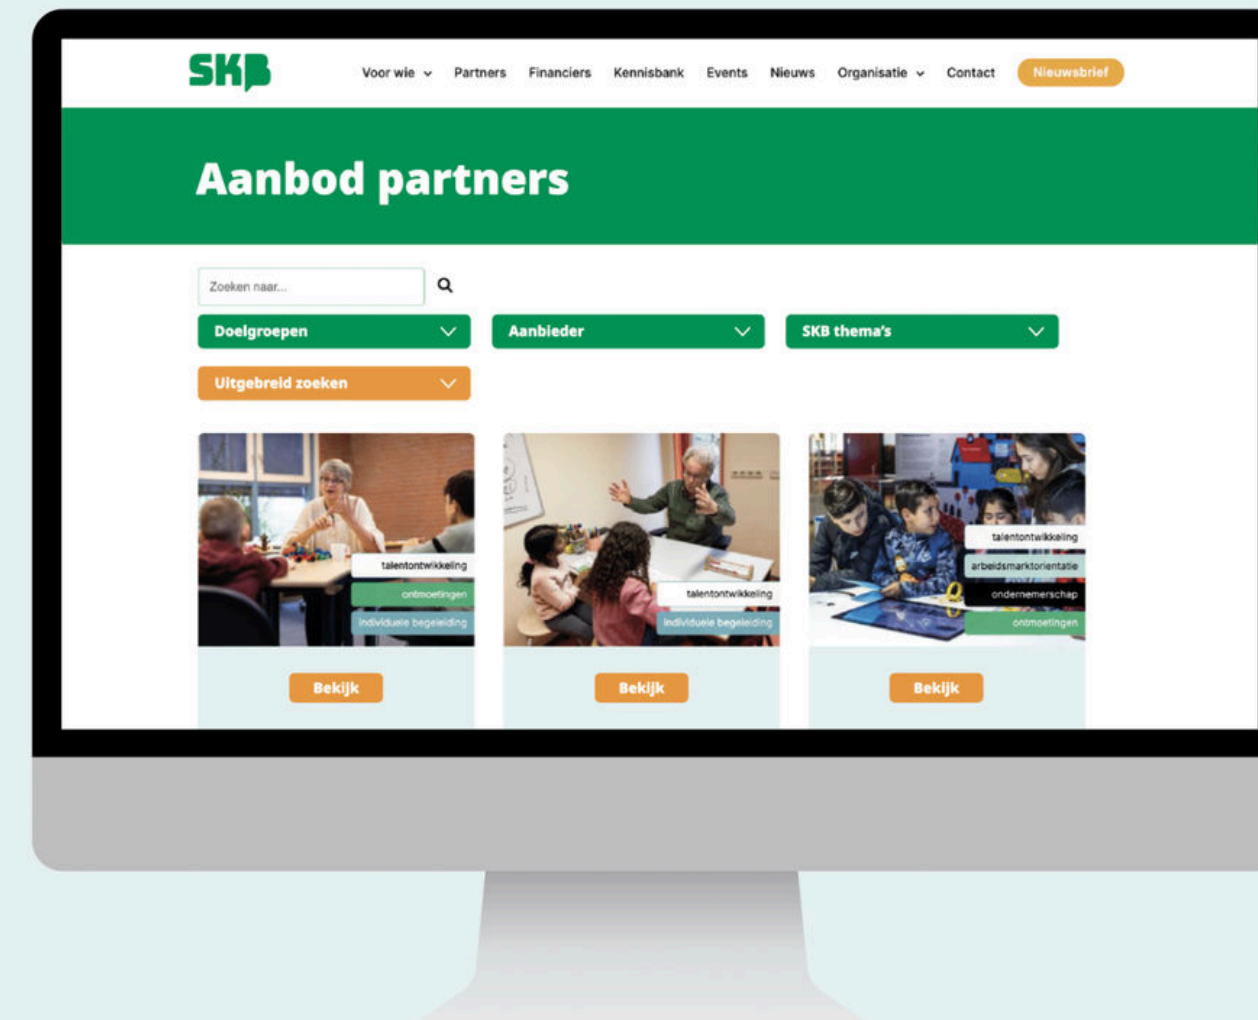 SKB
Voor wie Partners Financiers Kennisbank Events Nieuws Organisatie Contact Nieuwsbrief
Aanbod partners
Zoeken naar...
Doelgroepen Aanbieder SKB thema's
Uitgebreid zoeken
talentontwikkeling
ontmoetingen
individuele begeleiding
Bekijk
talentontwikkeling
individuele begeleiding
Bekijk
talentontwikkeling
arbeidsmarktorientatie
ondernemerschap
ontmoetingen
Bekijk